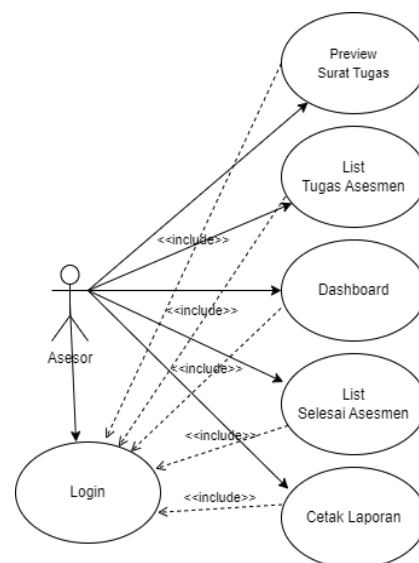 Preview
Surat Tugas
List
Tugas Asesmen
<<include>>
Dashboard
<<include>>
Asesor
<<include>>
List
Selesai Asesmen
<<include>>
Login
<<include>>
Cetak Laporan